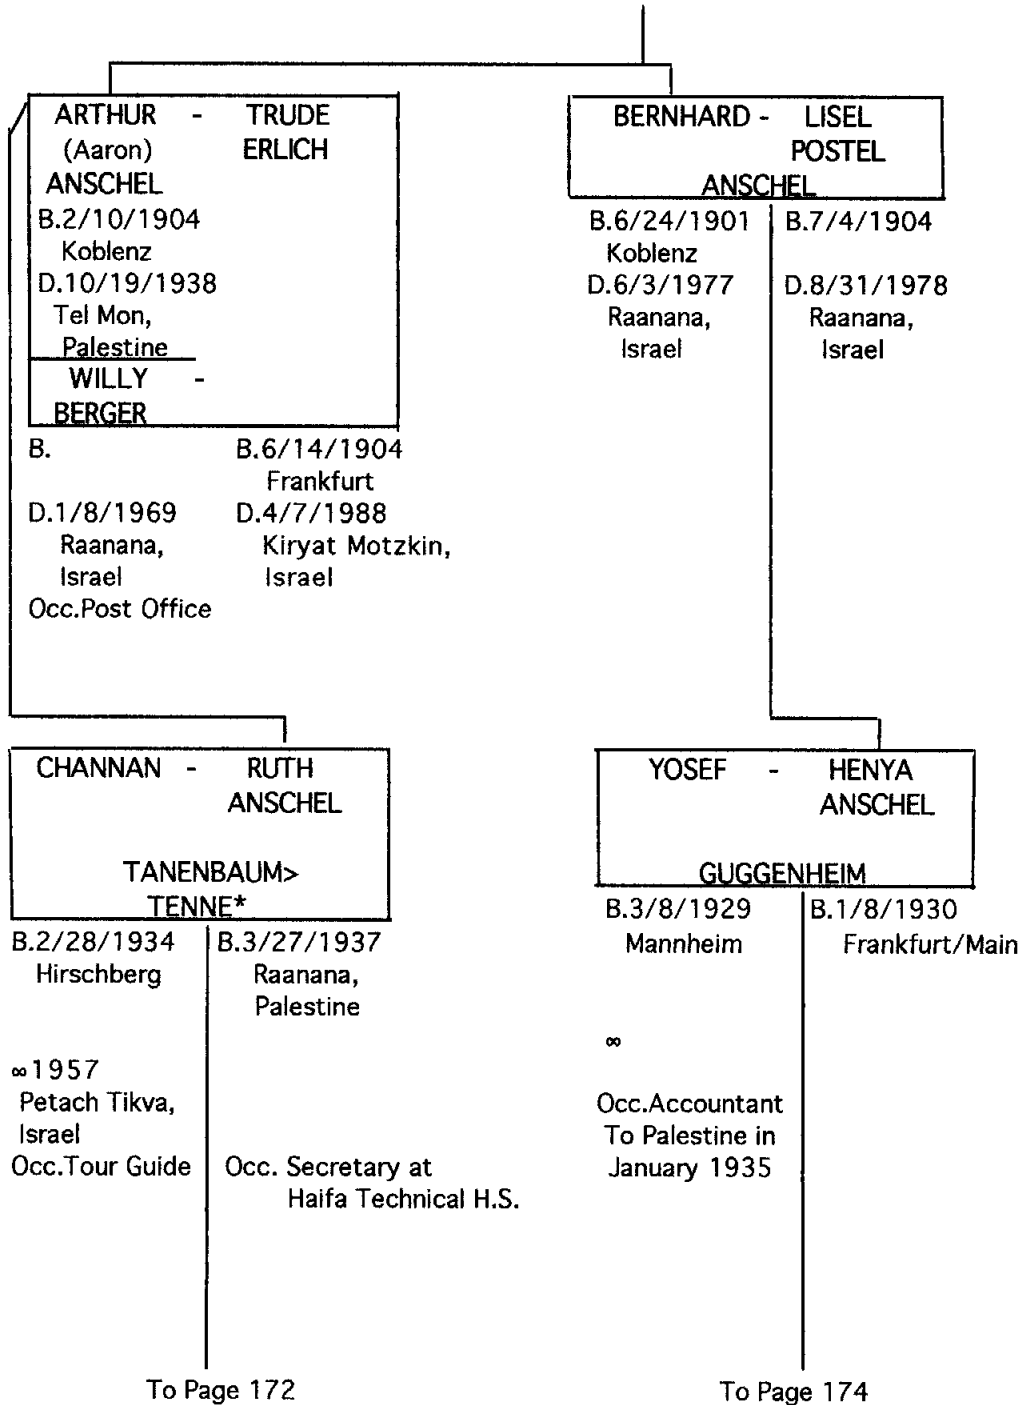 ARTHUR - TRUDE
(Aaron) ERLICH
ANSCHEL
B.2/10/1904
Koblenz
D.10/19/1938
Tel Mon,
Palestine
WILLY -
BERGER
B. B.6/14/1904
Frankfurt
D.1/8/1969 D.4/7/1988
Raanana, Kiryat Motzkin,
Israel Israel
Occ.Post Office
BERNHARD - LISEL
POSTEL
ANSCHEL
B.6/24/1901 B.7/4/1904
Koblenz
D.6/3/1977 D.8/31/1978
Raanana, Raanana,
Israel Israel
CHANNAN - RUTH
ANSCHEL
TANENBAUM>
TENNE*
B.2/28/1934 B.3/27/1937
Hirschberg Raanana,
Palestine
∞1957
Petach Tikva,
Israel
Occ.Tour Guide Occ. Secretary at
Haifa Technical H.S.
To Page 172
YOSEF - HENYA
ANSCHEL
GUGGENHEIM
B.3/8/1929 B.1/8/1930
Mannheim Frankfurt/Main
∞
Occ.Accountant
To Palestine in
January 1935
To Page 174